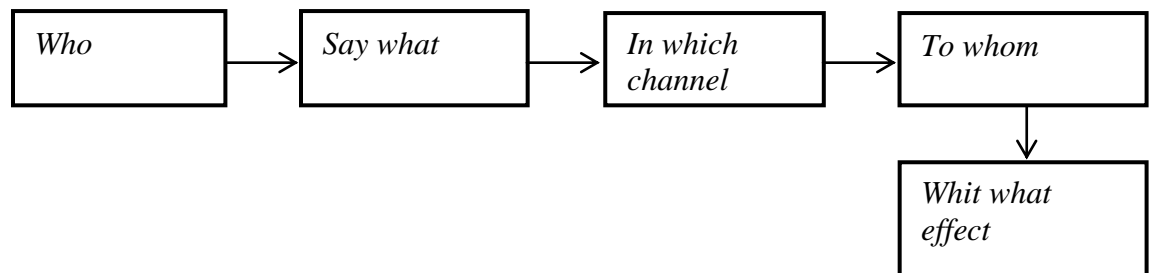 Who
Say what
In which
channel
To whom
Whit what
effect